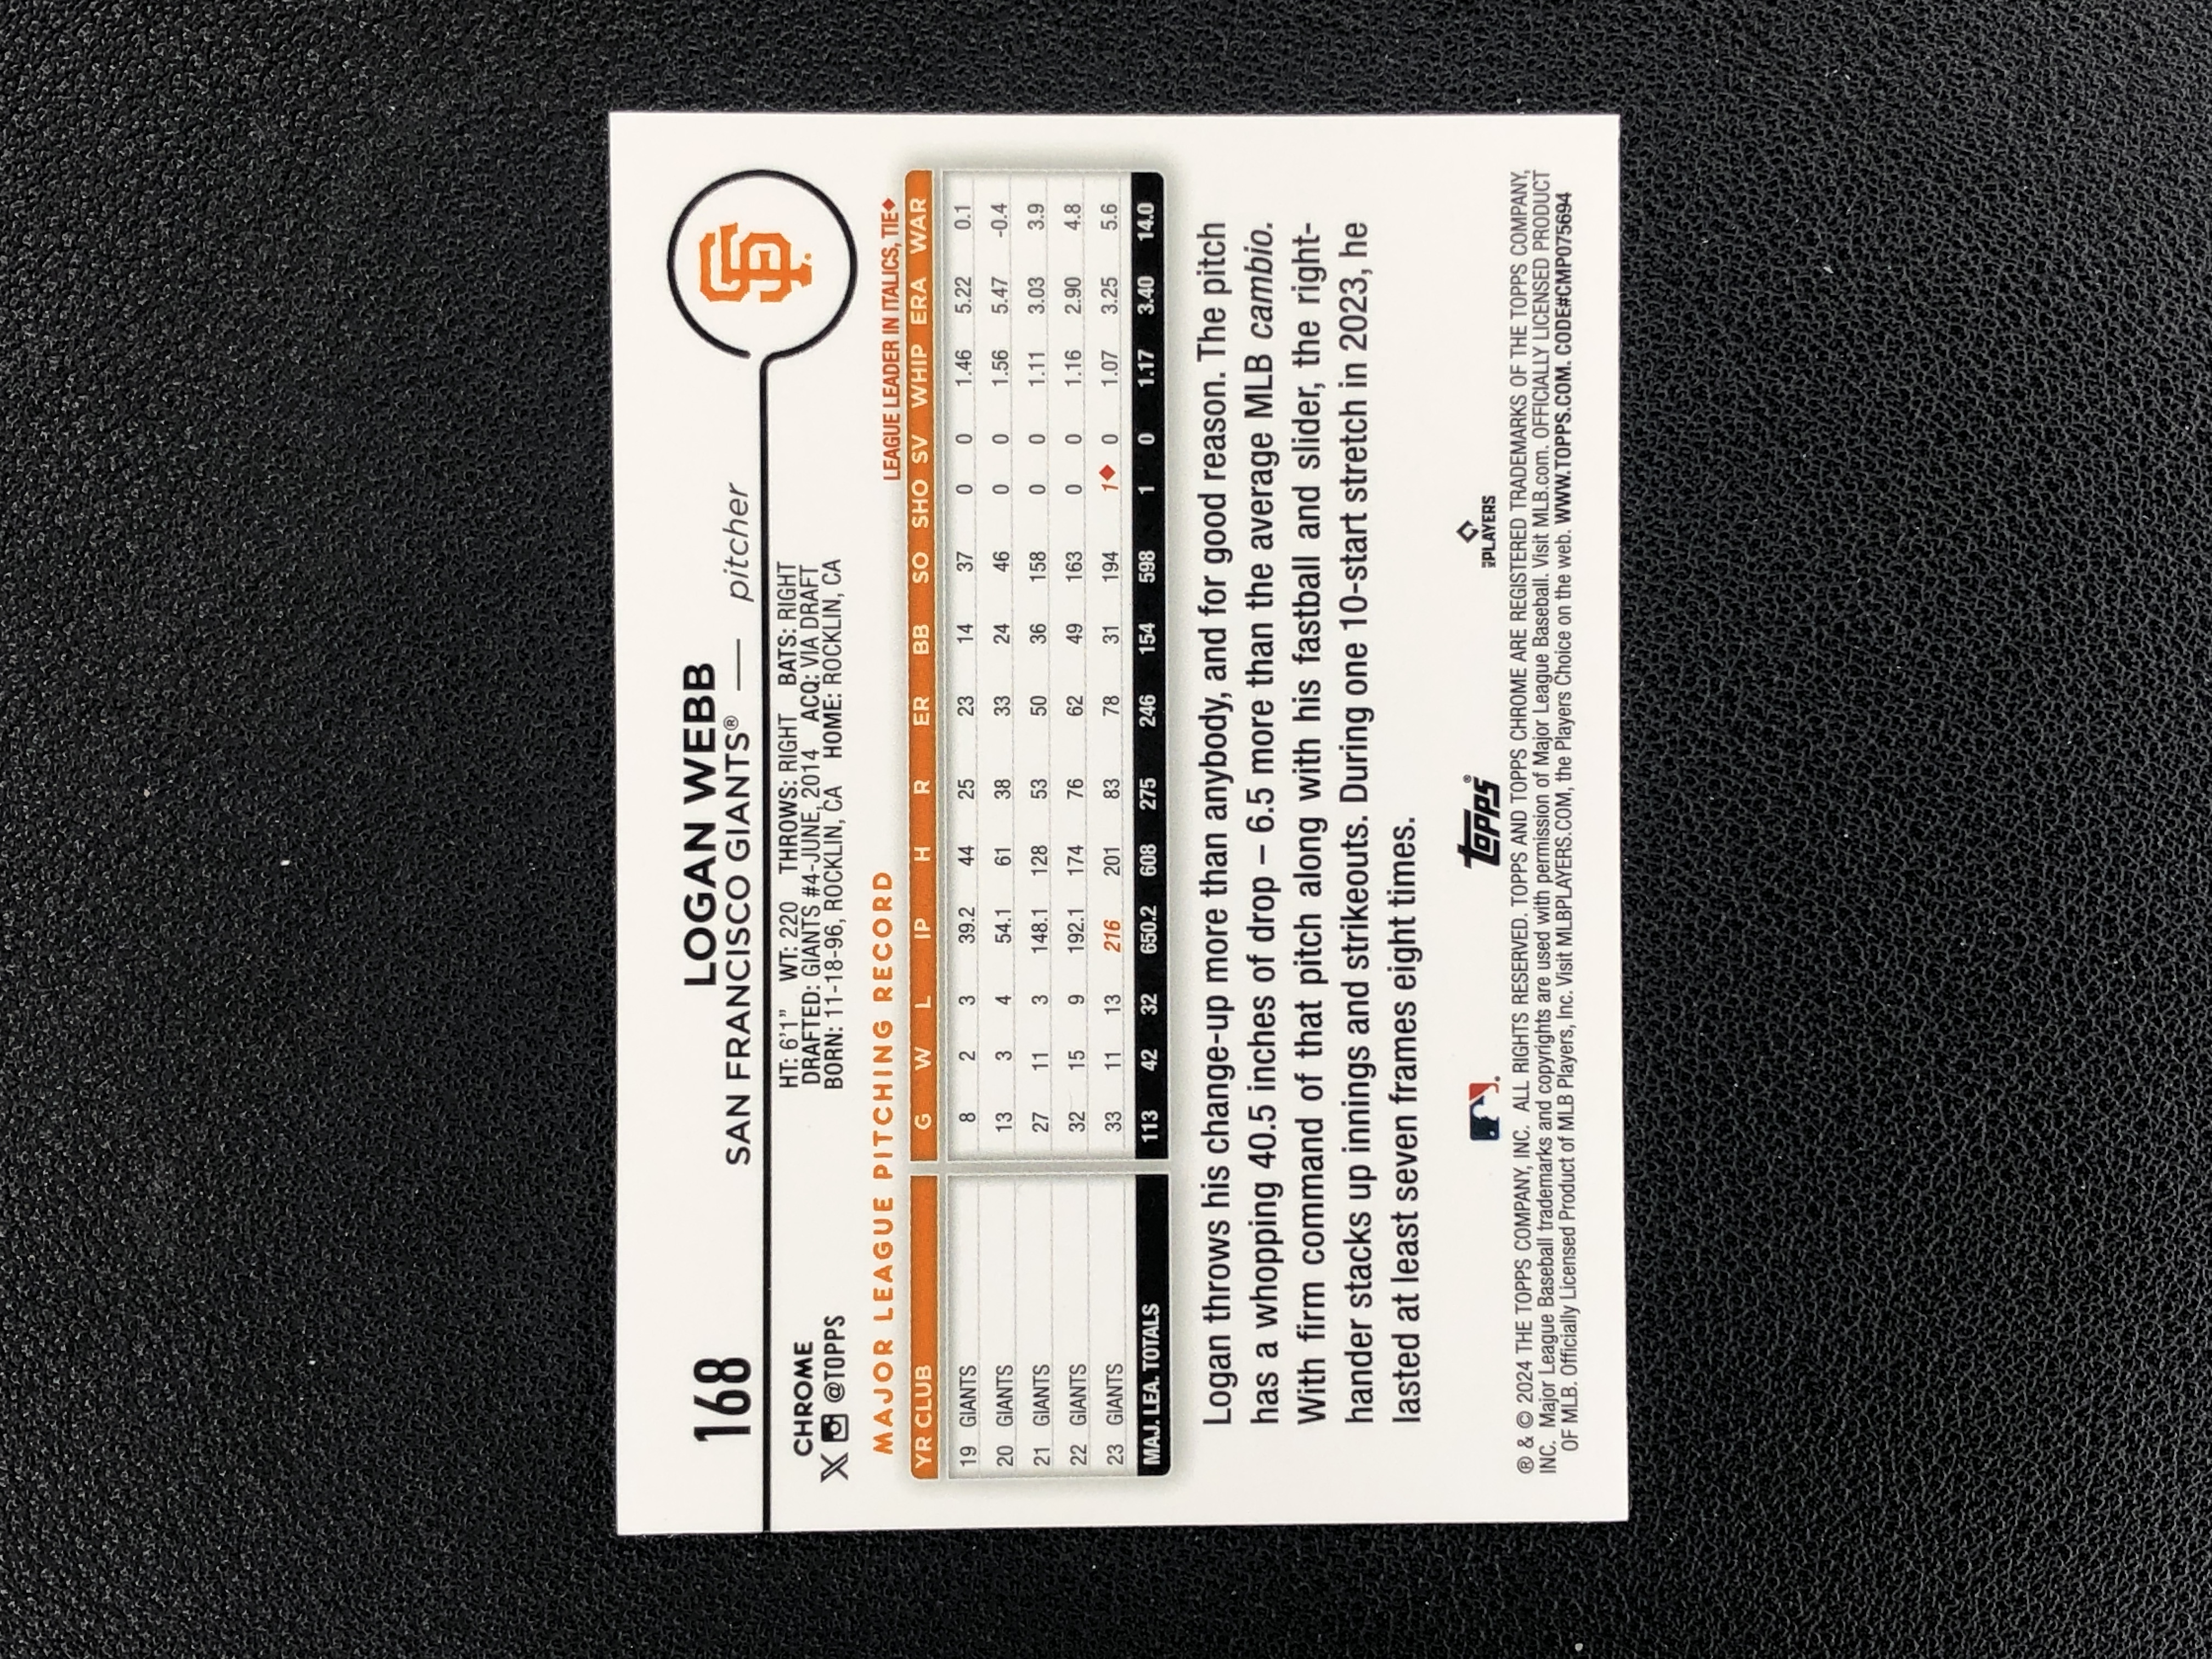 168
LOGAN WEBB
SAN FRANCISCO GIANTS® — pitcher
SF
CHROME
X @TOPPS
HT: 6'1" WT: 220 THROWS: RIGHT BATS: RIGHT
DRAFTED: GIANTS #4-JUNE, 2014 ACQ: VIA DRAFT
BORN: 11-18-96, ROCKLIN, CA HOME: ROCKLIN, CA
MAJOR LEAGUE PITCHING RECORD
LEAGUE LEADER IN ITALICS, TIE◆
YR CLUB G W L IP H R ER BB SO SHO SV WHIP ERA WAR
19 GIANTS 8 2 3 39.2 44 25 23 14 37 0 0 1.46 5.22 0.1
20 GIANTS 13 3 4 54.1 61 38 33 24 46 0 0 1.56 5.47 -0.4
21 GIANTS 27 11 3 148.1 128 53 50 36 158 0 0 1.11 3.03 3.9
22 GIANTS 32 15 9 192.1 174 76 62 49 163 0 0 1.16 2.90 4.8
23 GIANTS 33 11 13 216 201 83 78 31 194 1◆ 0 1.07 3.25 5.6
MAJ. LEA. TOTALS 113 42 32 650.2 608 275 246 154 598 1 0 1.17 3.40 14.0
Logan throws his change-up more than anybody, and for good reason. The pitch
has a whopping 40.5 inches of drop – 6.5 more than the average MLB cambio.
With firm command of that pitch along with his fastball and slider, the right-
hander stacks up innings and strikeouts. During one 10-start stretch in 2023, he
lasted at least seven frames eight times.
topps®
MLB PLAYERS
® & © 2024 THE TOPPS COMPANY, INC. ALL RIGHTS RESERVED. TOPPS AND TOPPS CHROME ARE REGISTERED TRADEMARKS OF THE TOPPS COMPANY,
INC. Major League Baseball trademarks and copyrights are used with permission of Major League Baseball. Visit MLB.com. OFFICIALLY LICENSED PRODUCT
OF MLB. Officially Licensed Product of MLB Players, Inc. Visit MLBPLAYERS.COM, the Players Choice on the web. WWW.TOPPS.COM. CODE#CMP075694